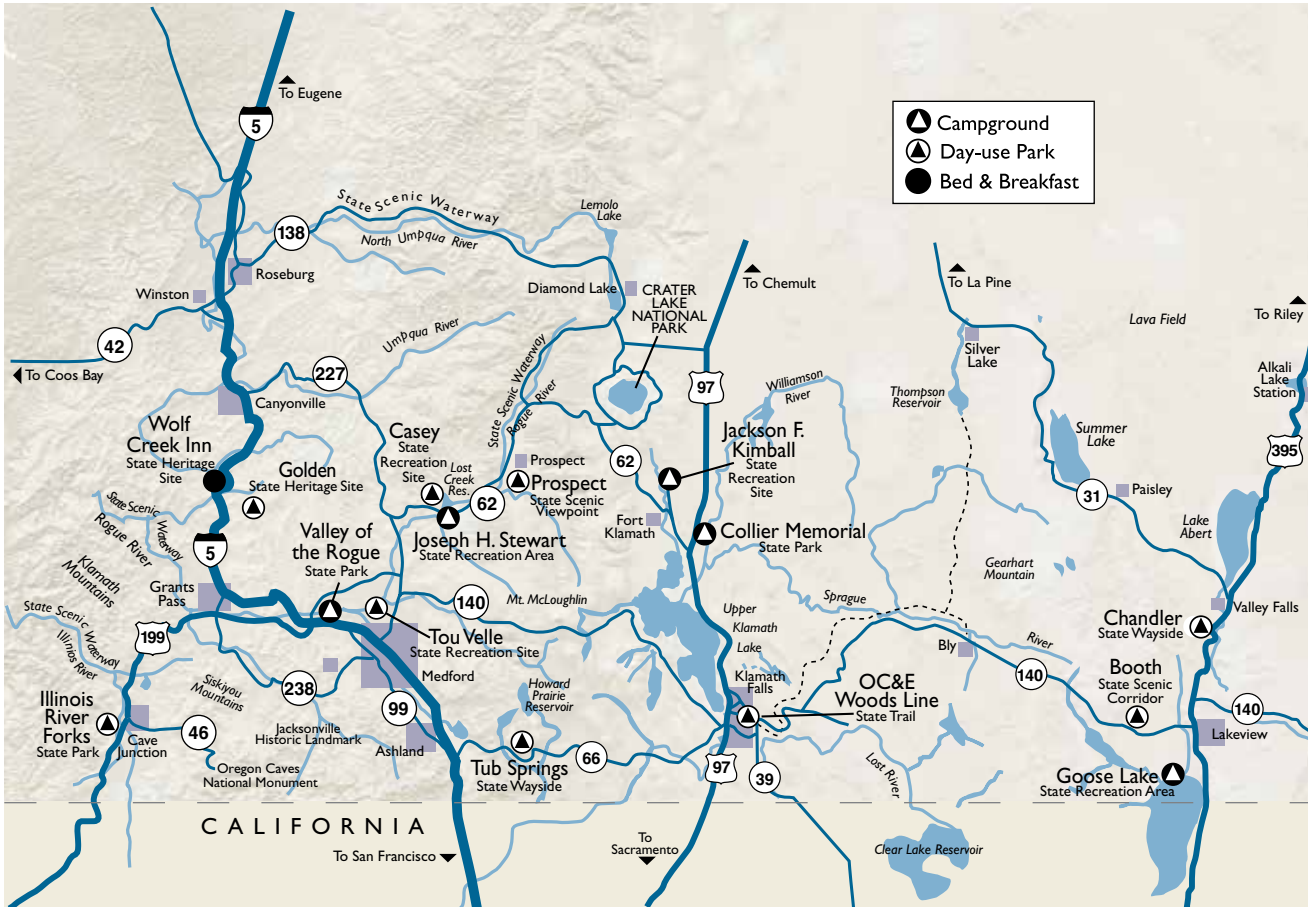 To Eugene
5
Campground
Day-use Park
Bed & Breakfast
State Scenic Waterway
Lemolo
Lake
138
North Umpqua River
Roseburg
Winston
Diamond Lake
CRATER
LAKE
NATIONAL
PARK
To Chemult
To La Pine
To Riley
Lava Field
42
To Coos Bay
Umpqua River
227
State Scenic Waterway
Rogue River
97
Williamson
River
Silver
Lake
Thompson
Reservoir
Alkali
Lake
Station
Canyonville
Wolf
Creek Inn
State Heritage
Site
Golden
State Heritage Site
Casey
State
Recreation
Site
Lost
Creek
Res.
62
Prospect
Prospect
State Scenic
Viewpoint
62
Jackson F.
Kimball
State
Recreation
Site
Summer
Lake
395
31
Paisley
State Scenic Waterway
Rogue River
5
Valley of
the Rogue
State Park
Joseph H. Stewart
State Recreation Area
Fort
Klamath
Collier Memorial
State Park
Lake
Abert
Klamath
Mountains
Grants
Pass
140
Mt. McLoughlin
Gearhart
Mountain
Sprague
River
State Scenic Waterway
Illinios River
199
Tou Velle
State Recreation Site
Upper
Klamath
Lake
Chandler
State Wayside
Valley Falls
Bly
Siskiyou
Mountains
238
Medford
Howard
Prairie
Reservoir
Klamath
Falls
OC&E
Woods Line
State Trail
140
Booth
State Scenic
Corridor
140
Illinois
River
Forks
State Park
Cave
Junction
46
Jacksonville
Historic Landmark
99
Ashland
Lakeview
Oregon Caves
National Monument
Tub Springs
State Wayside
66
97
39
Lost River
Goose Lake
State Recreation Area
CALIFORNIA
To San Francisco
To
Sacramento
Clear Lake Reservoir